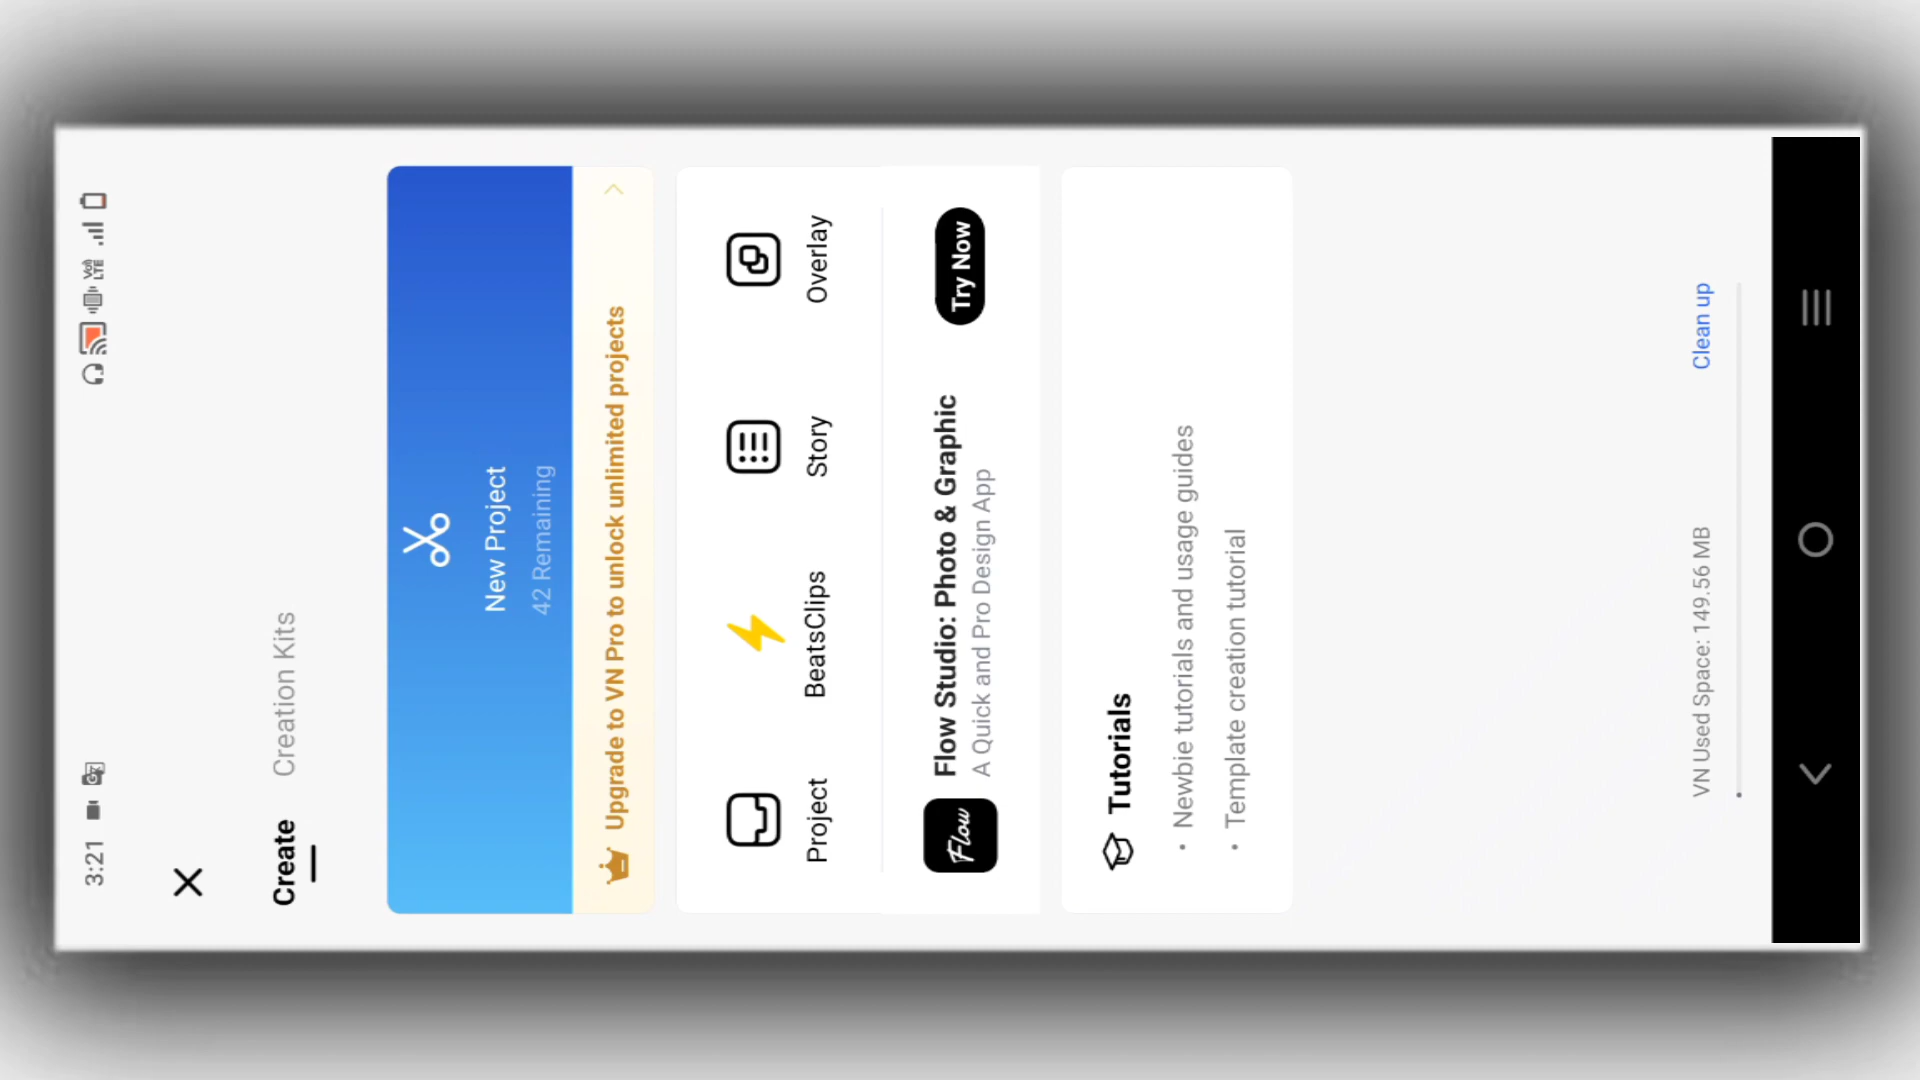 3:21
Vo)
LTE
Create
Creation Kits
New Project
42 Remaining
Upgrade to VN Pro to unlock unlimited projects
Project
BeatsClips
Story
Overlay
Flow
Flow Studio: Photo & Graphic
A Quick and Pro Design App
Try Now
Tutorials
• Newbie tutorials and usage guides
• Template creation tutorial
VN Used Space: 149.56 MB
Clean up